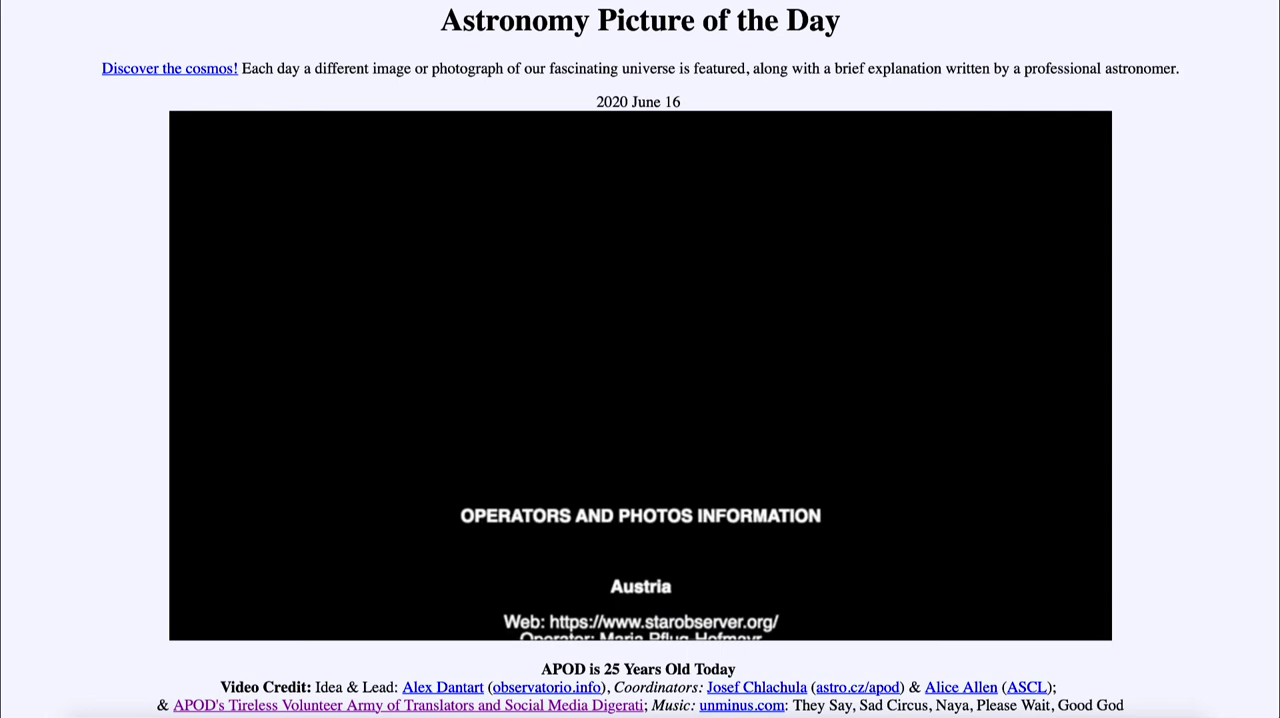 Astronomy Picture of the Day
Discover the cosmos! Each day a different image or photograph of our fascinating universe is featured, along with a brief explanation written by a professional astronomer.
2020 June 16
OPERATORS AND PHOTOS INFORMATION
Austria
Web: https://www.starobserver.org/
Operator: Maria Pflug-Hofmayr
APOD is 25 Years Old Today
Video Credit: Idea & Lead: Alex Dantart (observatorio.info), Coordinators: Josef Chlachula (astro.cz/apod) & Alice Allen (ASCL);
& APOD's Tireless Volunteer Army of Translators and Social Media Digerati; Music: unminus.com: They Say, Sad Circus, Naya, Please Wait, Good God